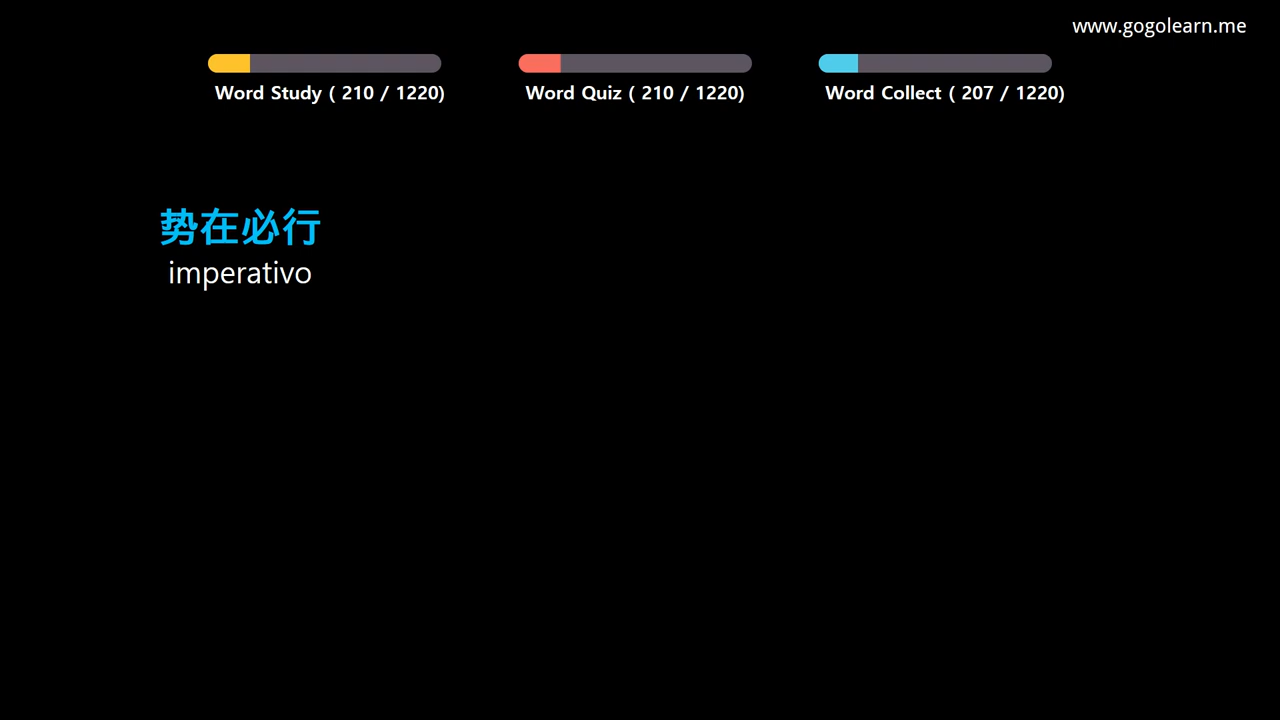 www.gogolearn.me
Word Study ( 210 / 1220)
Word Quiz ( 210 / 1220)
Word Collect ( 207 / 1220)
势在必行
imperativo